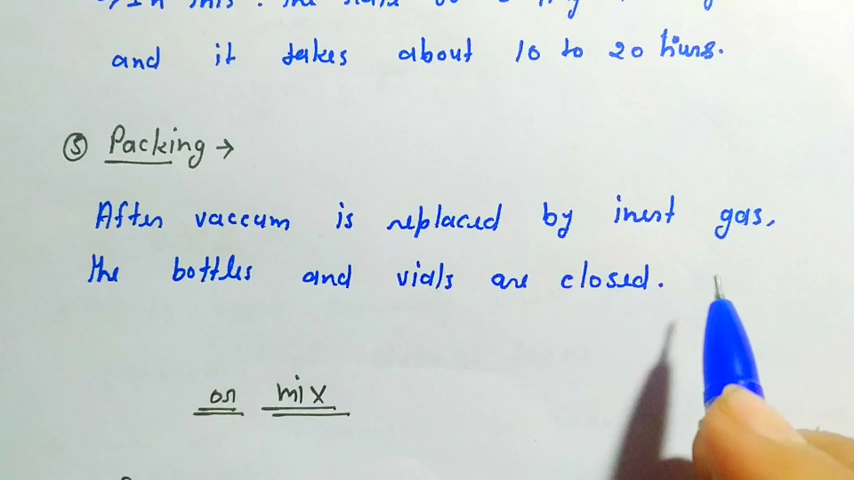 and it takes about 10 to 20 hours.
⑤ Packing →
After vaccum is replaced by inert gas,
the bottles and vials are closed.
or mix